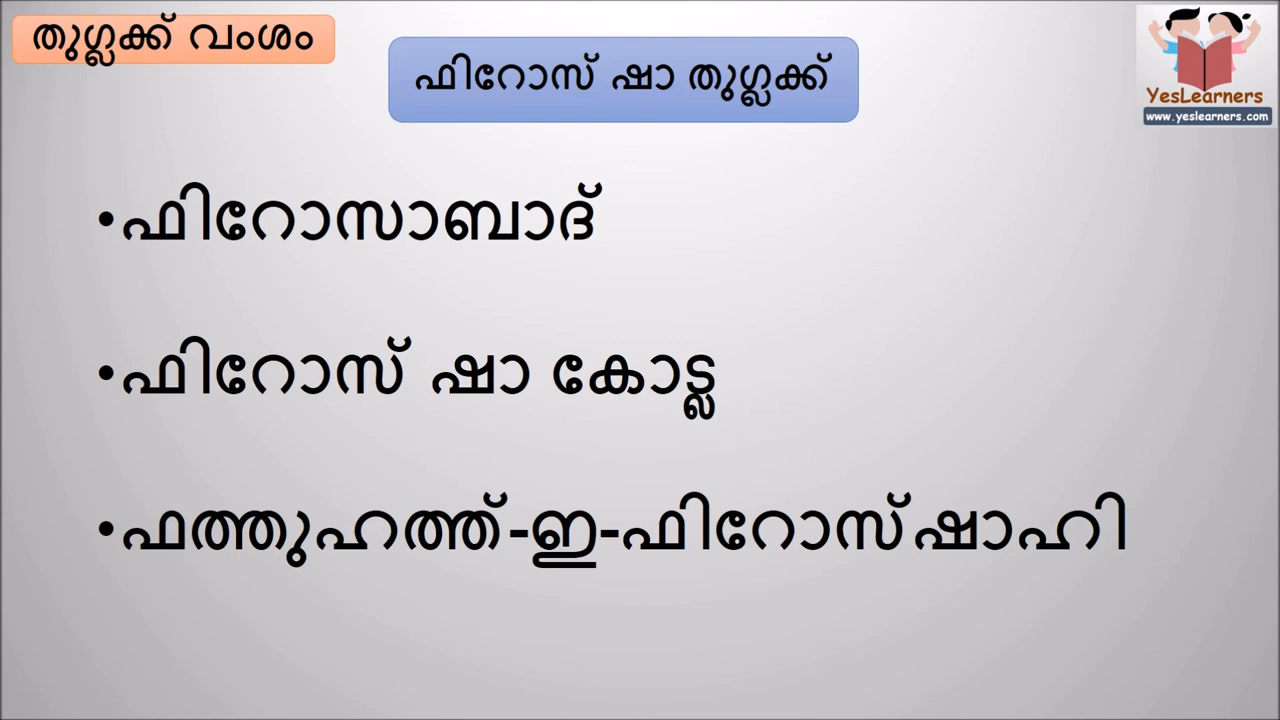 തുഗ്ലക്ക് വംശം
ഫിറോസ് ഷാ തുഗ്ലക്ക്
YesLearners
www.yeslearners.com
•ഫിറോസാബാദ്
•ഫിറോസ് ഷാ കോട്ല
•ഫത്തുഹത്ത്-ഇ-ഫിറോസ്ഷാഹി